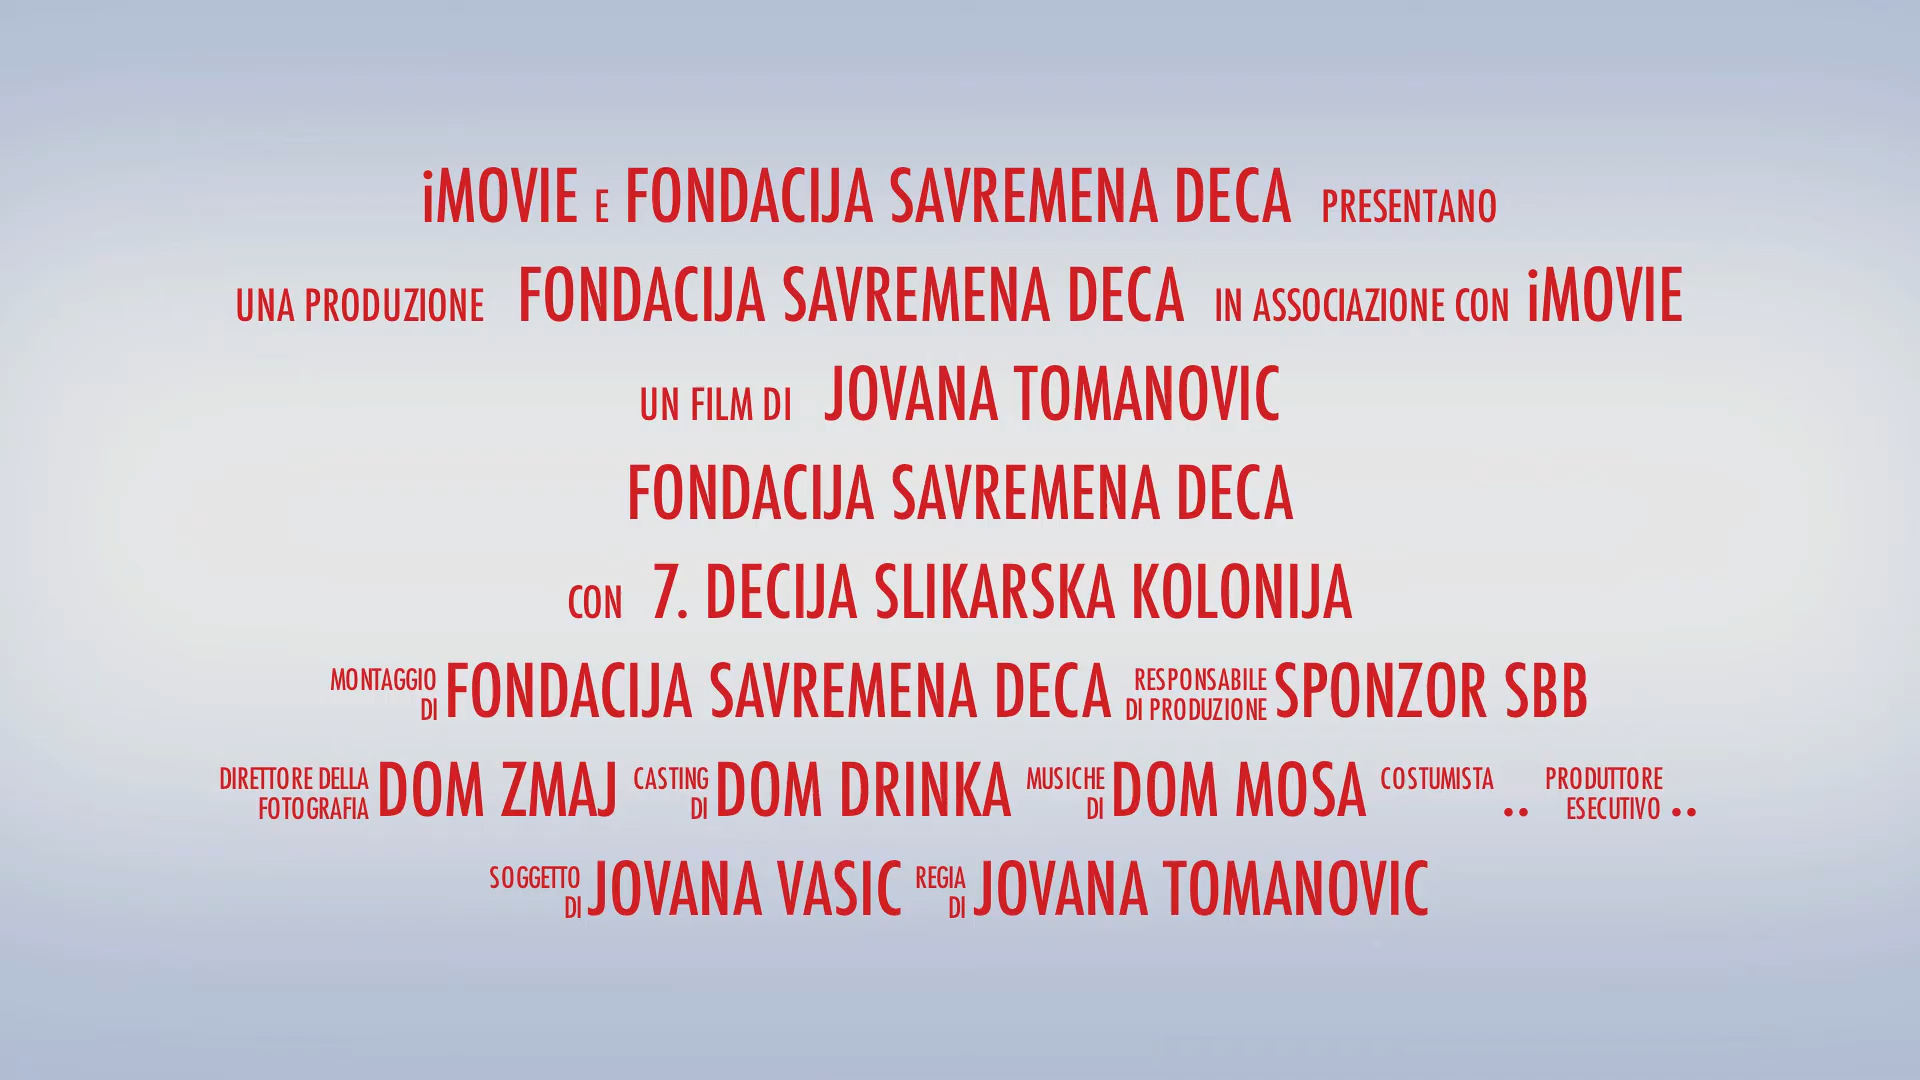 iMOVIE E FONDACIJA SAVREMENA DECA PRESENTANO
UNA PRODUZIONE FONDACIJA SAVREMENA DECA IN ASSOCIAZIONE CON iMOVIE
UN FILM DI JOVANA TOMANOVIC
FONDACIJA SAVREMENA DECA
CON 7. DECIJA SLIKARSKA KOLONIJA
MONTAGGIO DI FONDACIJA SAVREMENA DECA RESPONSABILE DI PRODUZIONE SPONZOR SBB
DIRETTORE DELLA FOTOGRAFIA DOM ZMAJ CASTING DI DOM DRINKA MUSICHE DI DOM MOSA COSTUMISTA .. PRODUTTORE ESECUTIVO ..
SOGGETTO DI JOVANA VASIC REGIA DI JOVANA TOMANOVIC